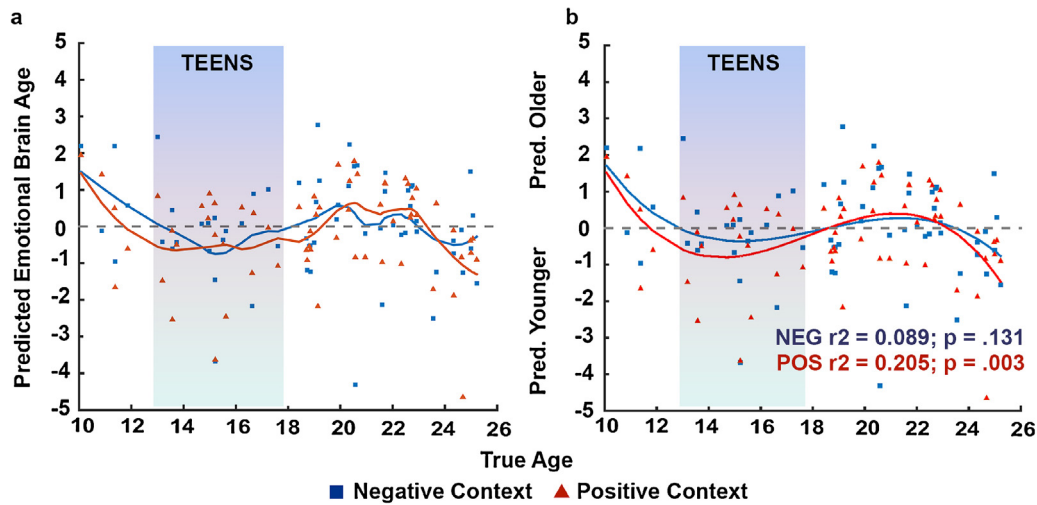 a
b
5
4
3
2
1
0
-1
-2
-3
-4
-5
Predicted Emotional Brain Age
TEENS
10 12 14 16 18 20 22 24 26
5
4
3
2
1
0
-1
-2
-3
-4
-5
Pred. Younger Pred. Older
TEENS
NEG r2 = 0.089; p = .131
POS r2 = 0.205; p = .003
10 12 14 16 18 20 22 24 26
True Age
Negative Context Positive Context